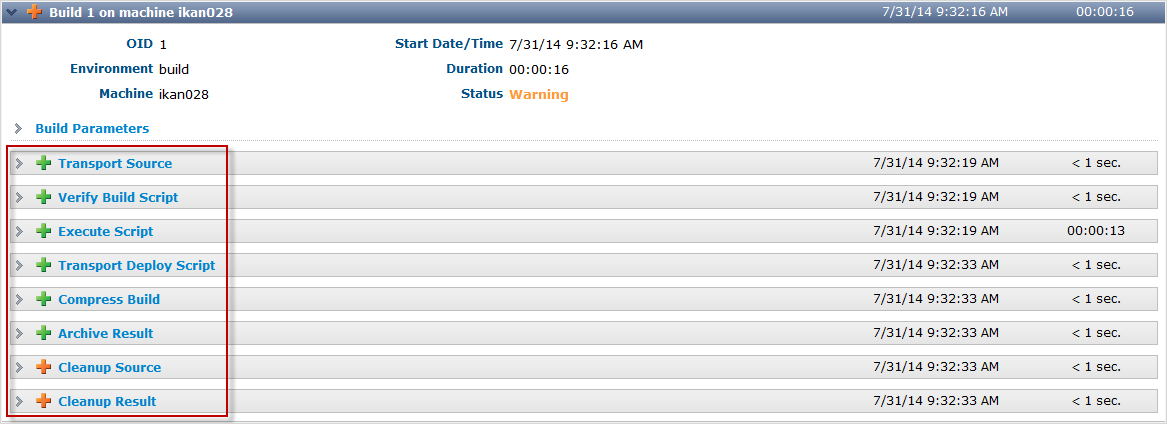 Build 1 on machine ikan028 7/31/14 9:32:16 AM 00:00:16
OID 1 Start Date/Time 7/31/14 9:32:16 AM
Environment build Duration 00:00:16
Machine ikan028 Status Warning
Build Parameters
Transport Source 7/31/14 9:32:19 AM < 1 sec.
Verify Build Script 7/31/14 9:32:19 AM < 1 sec.
Execute Script 7/31/14 9:32:19 AM 00:00:13
Transport Deploy Script 7/31/14 9:32:33 AM < 1 sec.
Compress Build 7/31/14 9:32:33 AM < 1 sec.
Archive Result 7/31/14 9:32:33 AM < 1 sec.
Cleanup Source 7/31/14 9:32:33 AM < 1 sec.
Cleanup Result 7/31/14 9:32:33 AM < 1 sec.